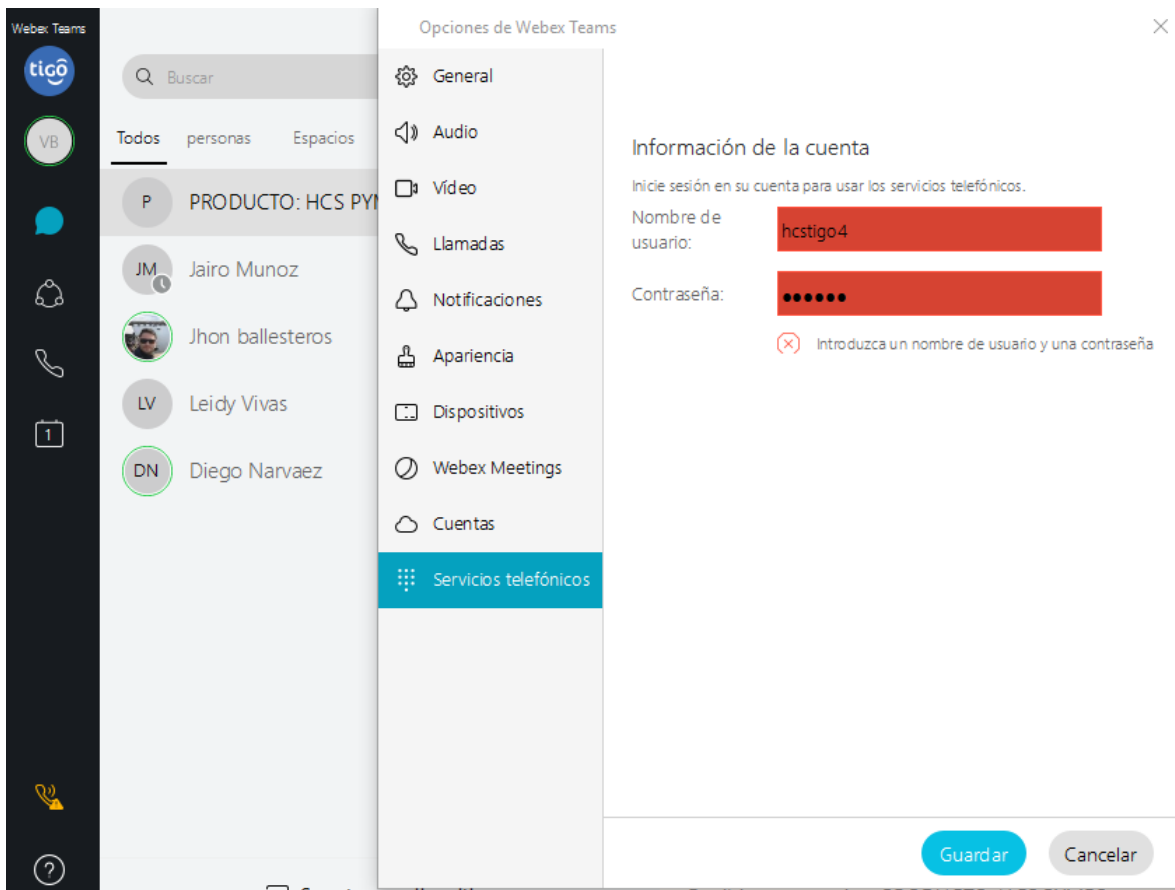 Webex Teams
tigo
VB
1
Buscar
Todos personas Espacios
P PRODUCTO: HCS
JM Jairo Munoz
Jhon ballesteros
LV Leidy Vivas
DN Diego Narvaez
Opciones de Webex Teams
General
Audio
Vídeo
Llamadas
Notificaciones
Apariencia
Dispositivos
Webex Meetings
Cuentas
Servicios telefónicos
Información de la cuenta
Inicie sesión en su cuenta para usar los servicios telefónicos.
Nombre de
usuario:
hcstigo4
Contraseña: ••••••
Introduzca un nombre de usuario y una contraseña
Guardar Cancelar